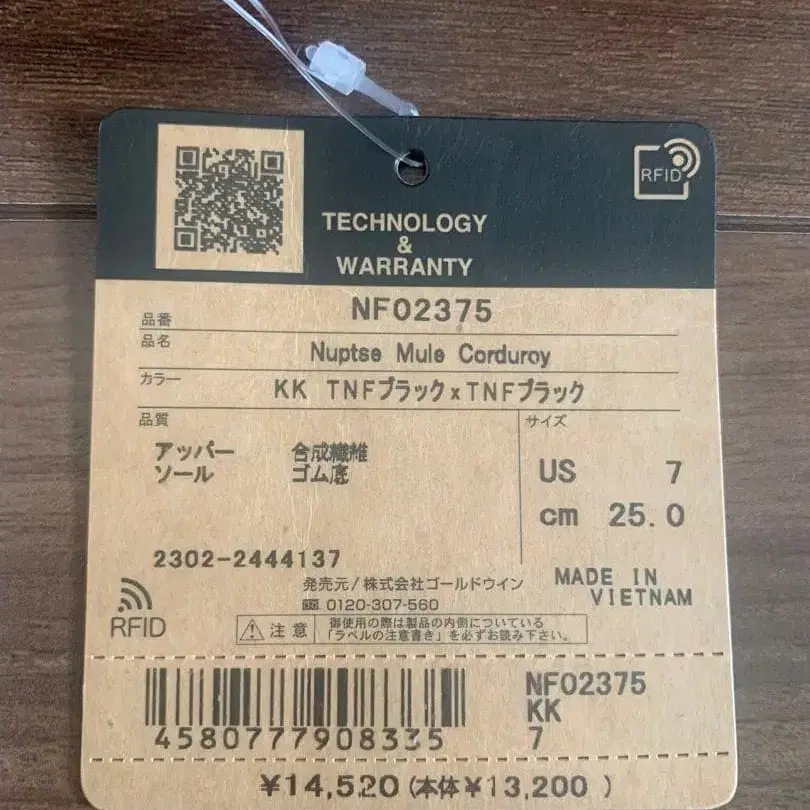 RFID
TECHNOLOGY
&
WARRANTY
品番 NF02375
品名 Nuptse Mule Corduroy
カラー KK TNFブラックxTNFブラック
品質 サイズ
アッパー 合成繊維
ソール ゴム底
US 7
cm 25.0
2302-2444137
発売元/株式会社ゴールドウイン
0120-307-560
MADE IN
VIETNAM
RFID
注意 御使用の際は製品の内側についている
「ラベルの注意書き」を必ずお読み下さい。
NF02375
KK
7
4580777908335
¥14,520(本体¥13,200 )